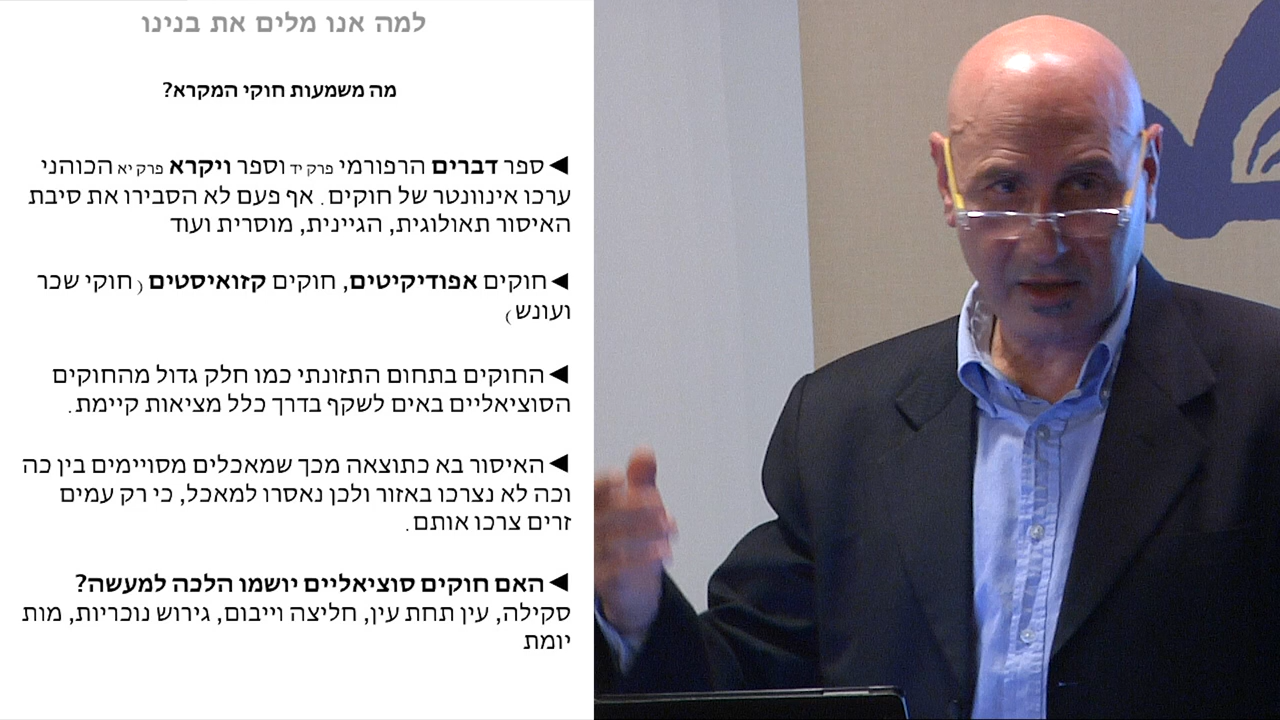 למה אנו מלים את בנינו
מה משמעות חוקי המקרא?
◀ספר דברים הרפורמי פרק יד וספר ויקרא פרק יא הכוהני
ערכו אינוונטר של חוקים. אף פעם לא הסבירו את סיבת
האיסור תאולוגית, הגיינית, מוסרית ועוד
◀חוקים אפודיקיטים, חוקים קזואיסטים (חוקי שכר
ועונש)
◀החוקים בתחום התזונתי כמו חלק גדול מהחוקים
הסוציאליים באים לשקף בדרך כלל מציאות קיימת.
◀האיסור בא כתוצאה מכך שמאכלים מסויימים בין כה
וכה לא נצרכו באזור ולכן נאסרו למאכל, כי רק עמים
זרים צרכו אותם.
◀האם חוקים סוציאליים יושמו הלכה למעשה?
סקילה, עין תחת עין, חליצה וייבום, גירוש נוכריות, מות
יומת